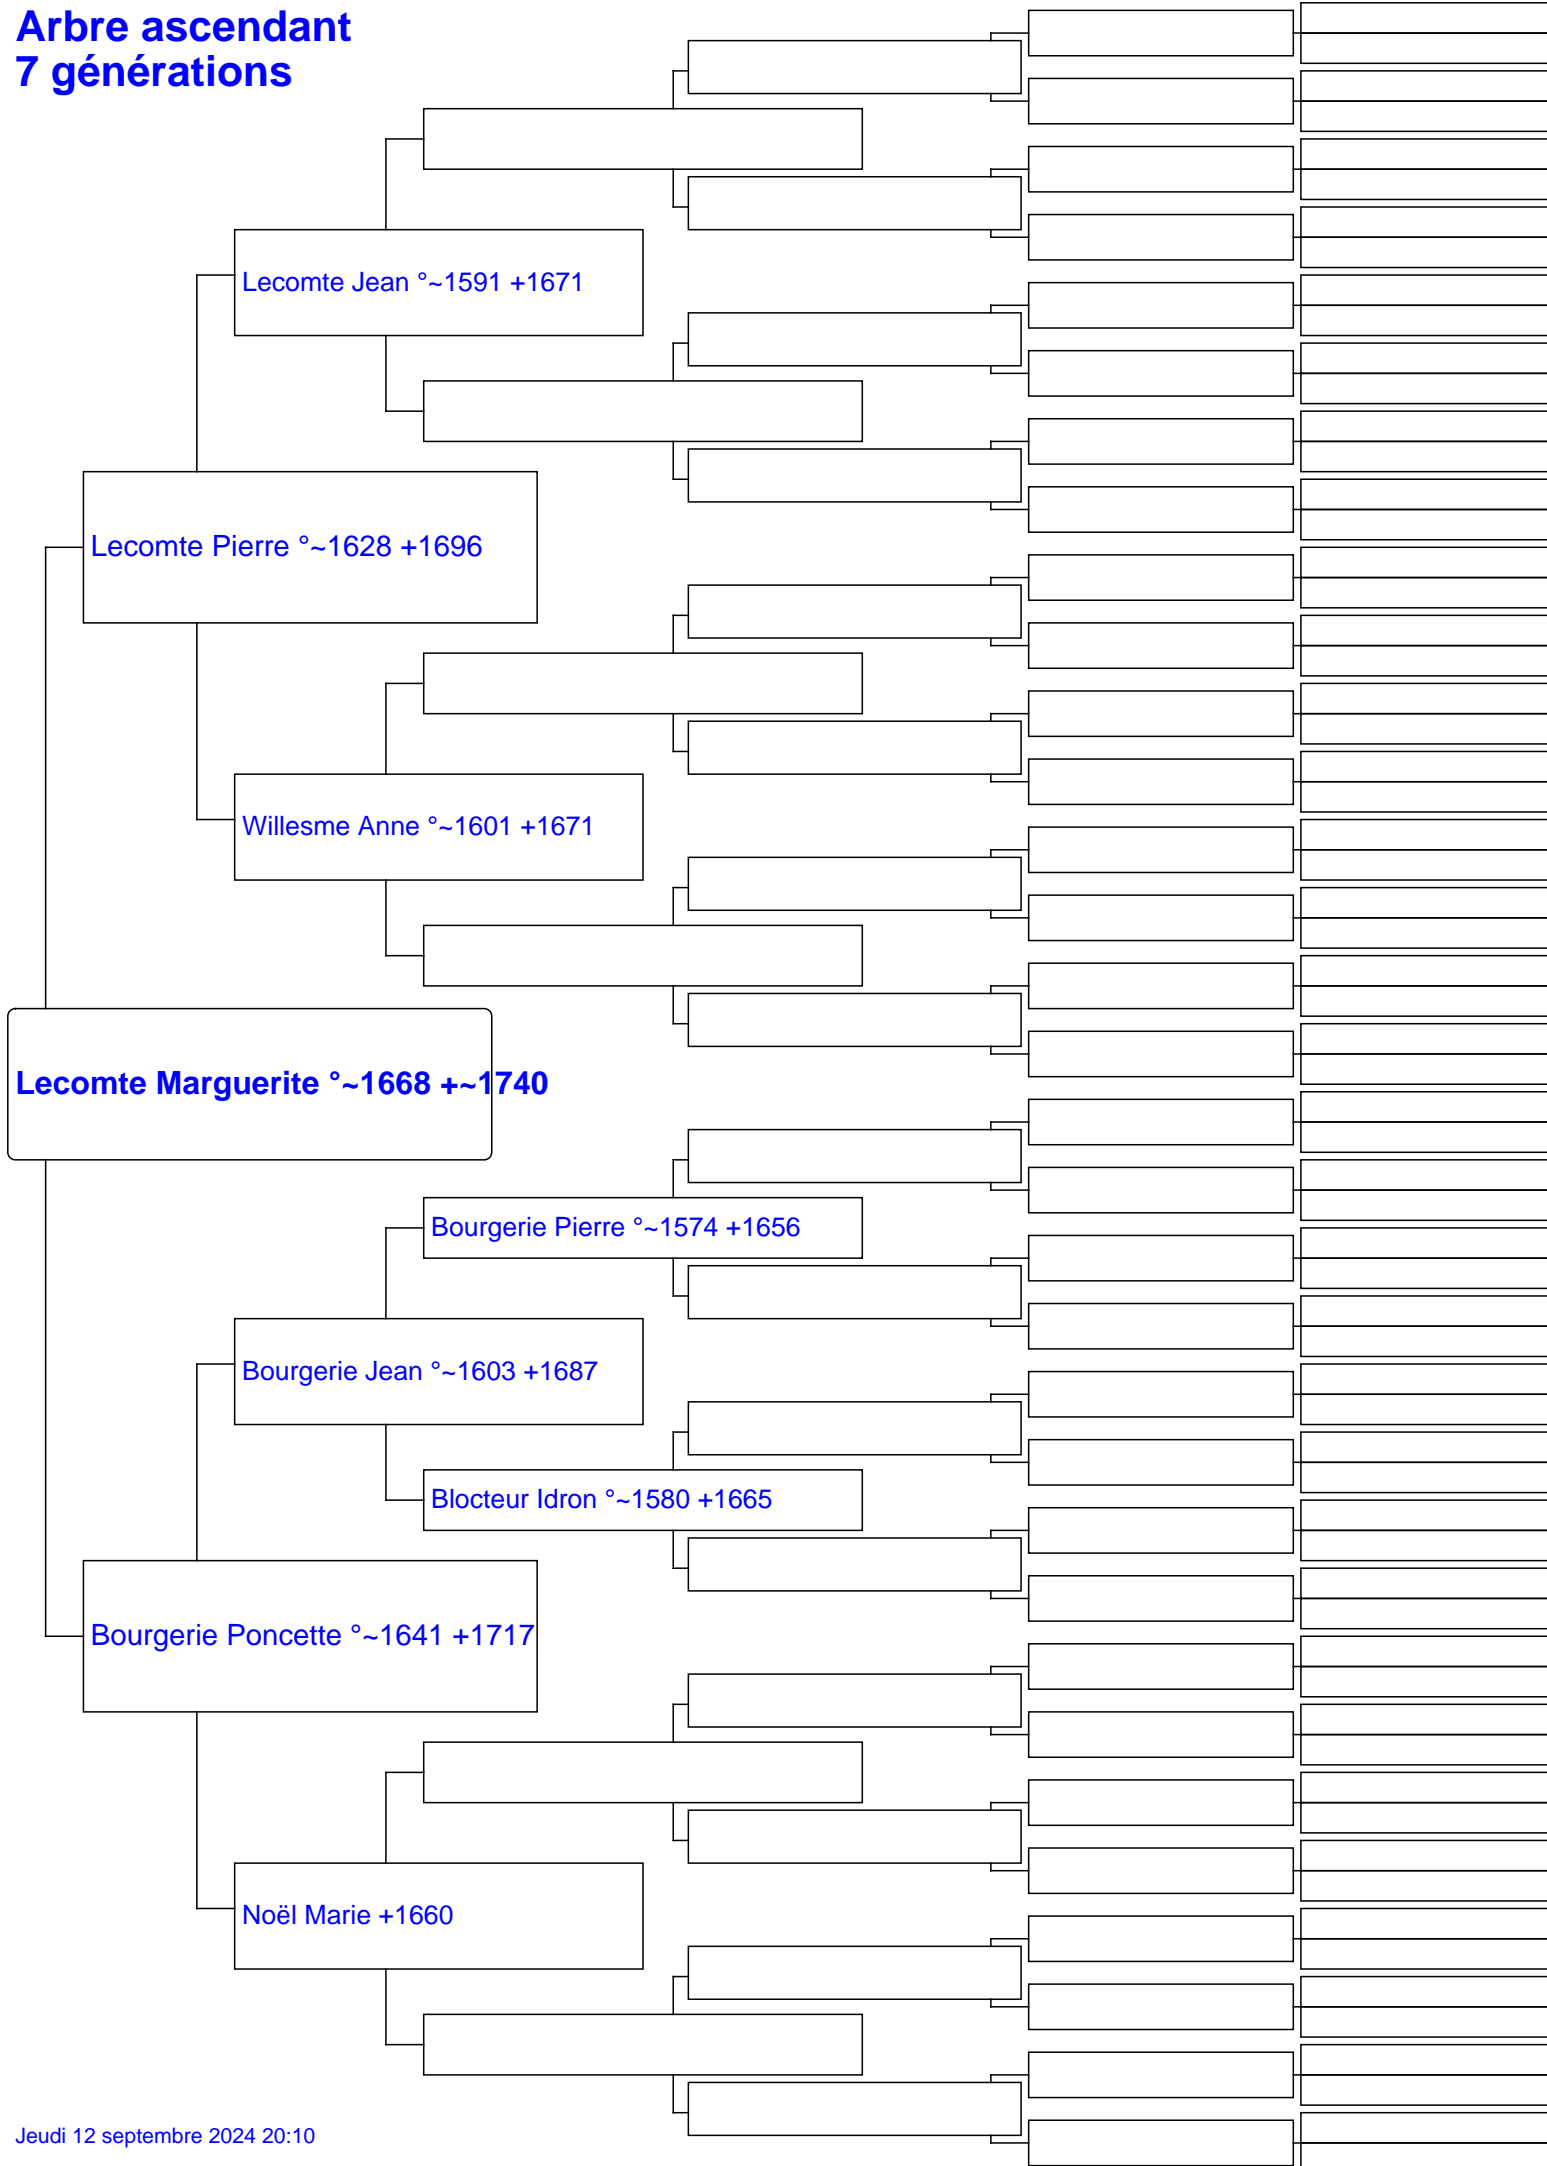 Arbre ascendant
7 générations
Lecomte Jean °~1591 +1671
Lecomte Pierre °~1628 +1696
Willesme Anne °~1601 +1671
Lecomte Marguerite °~1668 +~1740
Bourgerie Pierre °~1574 +1656
Bourgerie Jean °~1603 +1687
Blocteur Idron °~1580 +1665
Bourgerie Poncette °~1641 +1717
Noël Marie +1660
Jeudi 12 septembre 2024 20:10